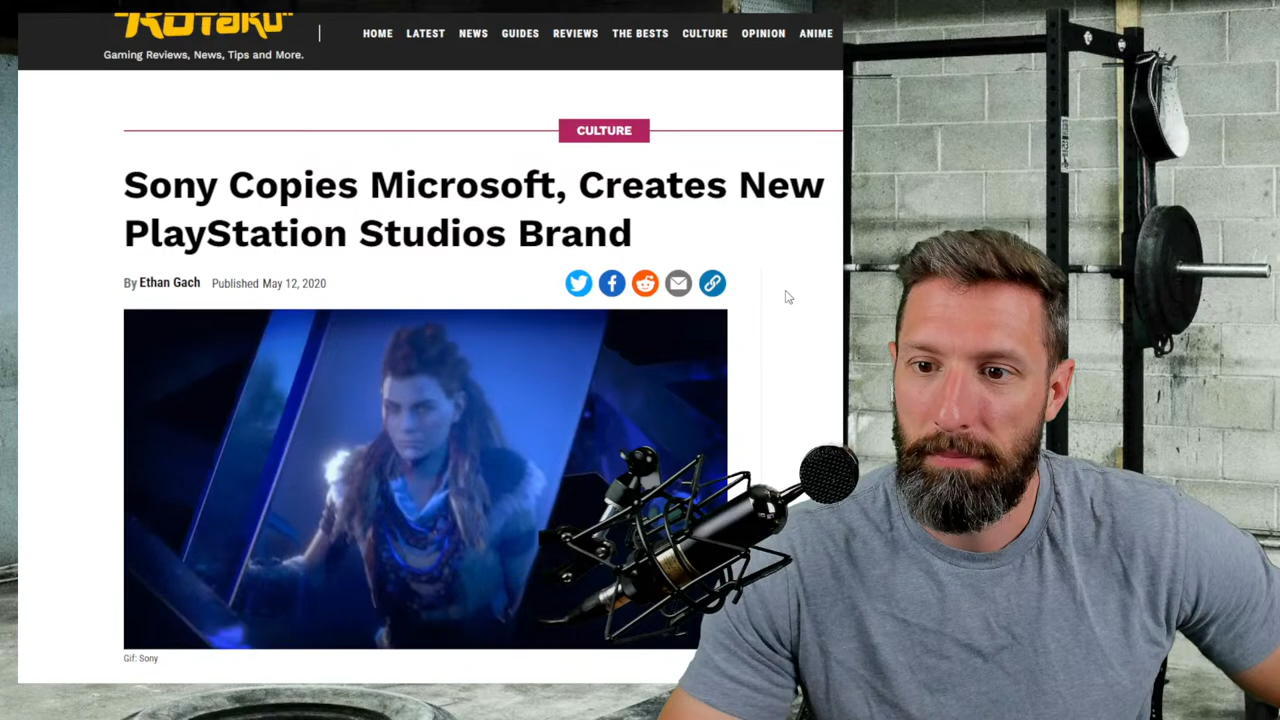 KOTAKU
Gaming Reviews, News, Tips and More.
HOME LATEST NEWS GUIDES REVIEWS THE BESTS CULTURE OPINION ANIME
CULTURE
Sony Copies Microsoft, Creates New
PlayStation Studios Brand
By Ethan Gach Published May 12, 2020
Gif: Sony